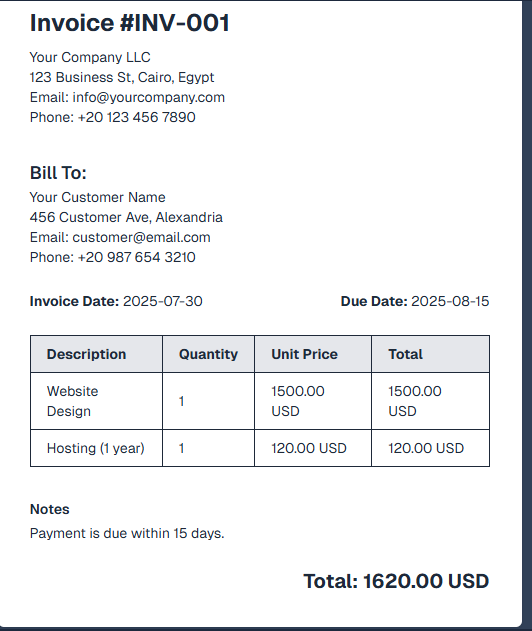 Invoice #INV-001
Your Company LLC
123 Business St, Cairo, Egypt
Email: info@yourcompany.com
Phone: +20 123 456 7890
Bill To:
Your Customer Name
456 Customer Ave, Alexandria
Email: customer@email.com
Phone: +20 987 654 3210
Invoice Date: 2025-07-30 Due Date: 2025-08-15
Description Quantity Unit Price Total
Website Design 1 1500.00 USD 1500.00 USD
Hosting (1 year) 1 120.00 USD 120.00 USD
Notes
Payment is due within 15 days.
Total: 1620.00 USD